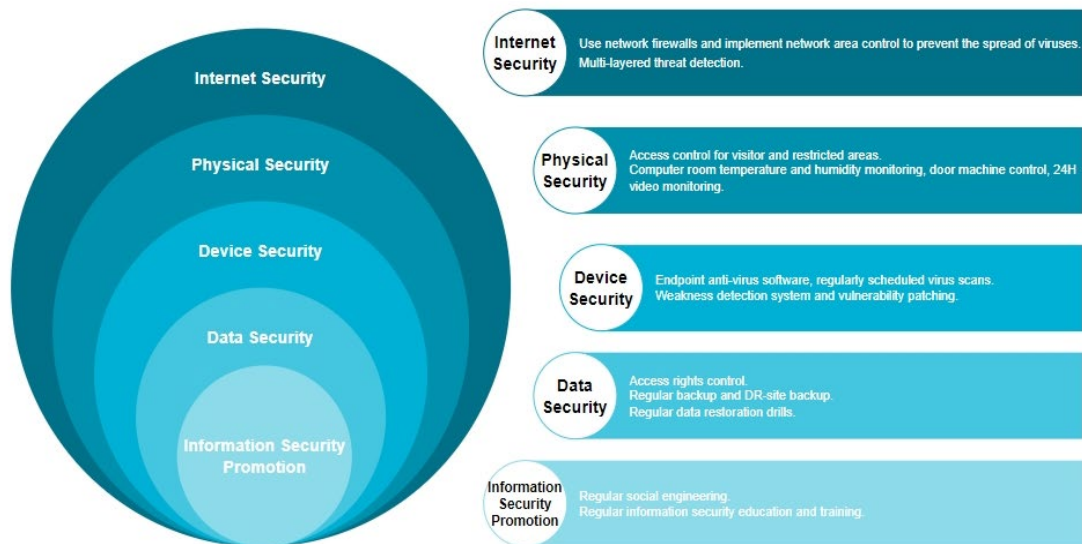 Internet Security
Physical Security
Device Security
Data Security
Information Security
Promotion
Internet
Security
Use network firewalls and implement network area control to prevent the spread of viruses.
Multi-layered threat detection.
Physical
Security
Access control for visitor and restricted areas.
Computer room temperature and humidity monitoring, door machine control, 24H
video monitoring.
Device
Security
Endpoint anti-virus software, regularly scheduled virus scans.
Weakness detection system and vulnerability patching.
Data
Security
Access rights control.
Regular backup and DR-site backup.
Regular data restoration drills.
Information
Security
Promotion
Regular social engineering.
Regular information security education and training.